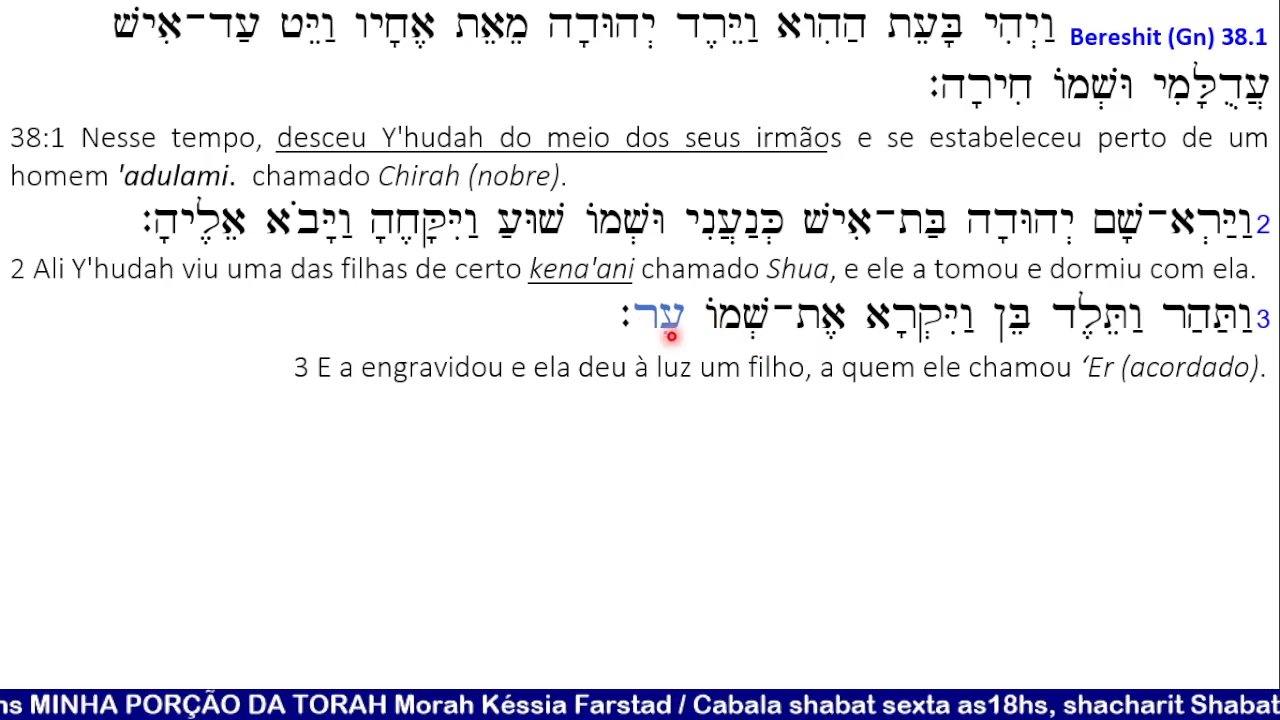 Bereshit (Gn) 38.1 וַיְהִי בָּעֵת הַהִוא וַיֵּרֶד יְהוּדָה מֵאֵת אֶחָיו וַיֵּט עַד־אִישׁ
עֲדֻלָּמִי וּשְׁמוֹ חִירָה׃
38:1 Nesse tempo, desceu Y'hudah do meio dos seus irmãos e se estabeleceu perto de um
homem 'adulami. chamado Chirah (nobre).
2 וַיַּרְא־שָׁם יְהוּדָה בַּת־אִישׁ כְּנַעֲנִי וּשְׁמוֹ שׁוּעַ וַיִּקָּחֶהָ וַיָּבֹא אֵלֶיהָ׃
2 Ali Y'hudah viu uma das filhas de certo kena'ani chamado Shua, e ele a tomou e dormiu com ela.
3 וַתַּהַר וַתֵּלֶד בֵּן וַיִּקְרָא אֶת־שְׁמוֹ עֵר׃
3 E a engravidou e ela deu à luz um filho, a quem ele chamou ‘Er (acordado).
ns MINHA PORÇÃO DA TORAH Morah Késsia Farstad / Cabala shabat sexta as18hs, shacharit Shabat